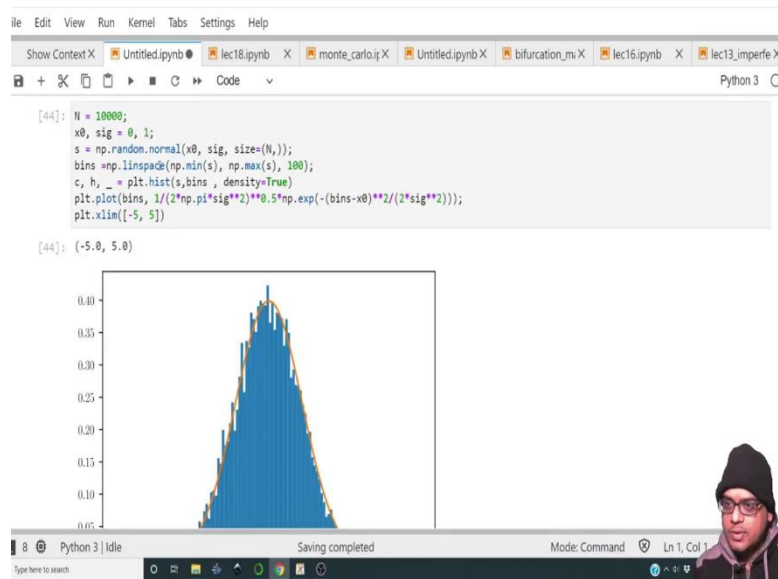 ile Edit View Run Kernel Tabs Settings Help
Show Context X Untitled.ipynb lec18.ipynb X monte_carlo.ip X Untitled.ipynb X bifurcation_m X lec16.ipynb X lec13_imperfe X
Code Python 3
[44]: N = 10000;
x0, sig = 0, 1;
s = np.random.normal(x0, sig, size=(N,));
bins =np.linspace(np.min(s), np.max(s), 100);
c, h, _ = plt.hist(s,bins , density=True)
plt.plot(bins, 1/(2*np.pi*sig**2)**0.5*np.exp(-(bins-x0)**2/(2*sig**2)));
plt.xlim([-5, 5])
[44]: (-5.0, 5.0)
0.40
0.35
0.30
0.25
0.20
0.15
0.10
0.05
8 Python 3 | Idle Saving completed Mode: Command Ln 1, Col 1
Type here to search